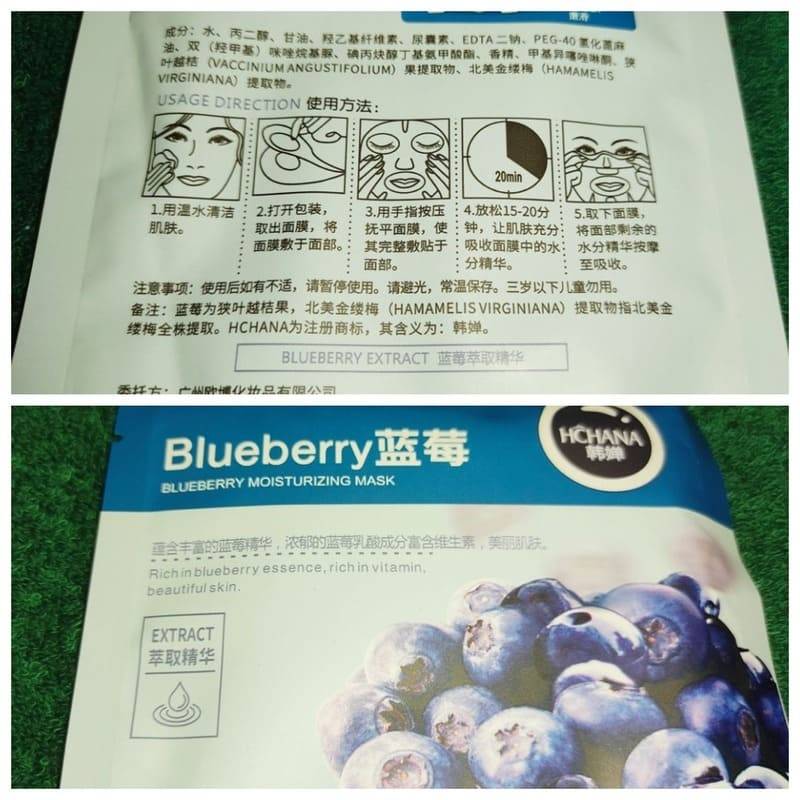 成分：水、丙二醇、甘油、羟乙基纤维素、尿囊素、EDTA 二钠、PEG-40 氢化蓖麻
油、双（羟甲基）咪唑烷基脲、碘丙炔醇丁基氨甲酸酯、香精、甲基异噻唑啉酮、狭
叶越桔（VACCINIUM ANGUSTIFOLIUM）果提取物、北美金缕梅（HAMAMELIS
VIRGINIANA）提取物。
USAGE DIRECTION 使用方法：
20min
1.用温水清洁
肌肤。
2.打开包装，
取出面膜，将
面膜敷于面部。
3.用手指按压
抚平面膜，使
其完整敷贴于
面部。
4.放松15-20分
钟，让肌肤充分
吸收面膜中的水
分精华。
5.取下面膜，
将面部剩余的
水分精华按摩
至吸收。
注意事项：使用后如有不适，请暂停使用。请避光，常温保存。三岁以下儿童勿用。
备注：蓝莓为狭叶越桔果，北美金缕梅（HAMAMELIS VIRGINIANA）提取物指北美金
缕梅全株提取。HCHANA为注册商标，其含义为：韩婵。
BLUEBERRY EXTRACT 蓝莓萃取精华
委托方：广州欧博化妆品有限公司
Blueberry蓝莓
BLUEBERRY MOISTURIZING MASK
HCHANA
韩婵
蕴含丰富的蓝莓精华，浓郁的蓝莓乳酸成分富含维生素，美丽肌肤。
Rich in blueberry essence, rich in vitamin,
beautiful skin.
EXTRACT
萃取精华